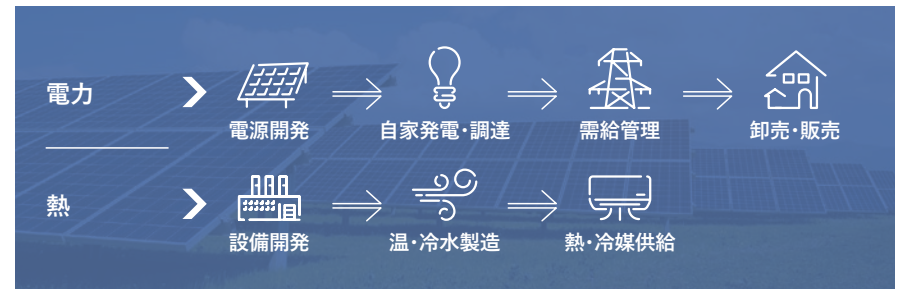 電力
電源開発
自家発電・調達
需給管理
卸売・販売
熱
設備開発
温・冷水製造
熱・冷媒供給